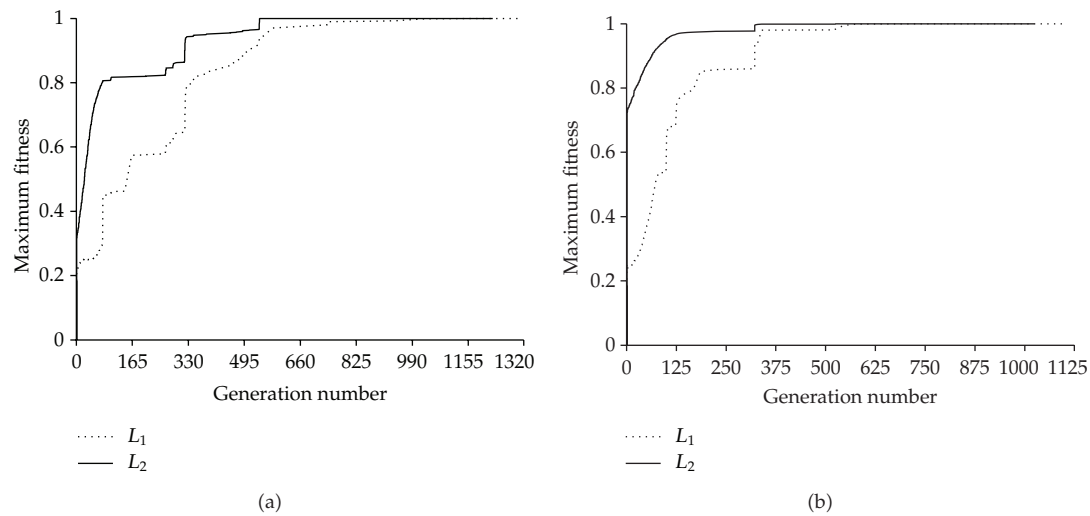 1
0.8
0.6
0.4
0.2
0
Maximum fitness
0 165 330 495 660 825 990 1155 1320
Generation number
L1
L2
(a)
1
0.8
0.6
0.4
0.2
0
Maximum fitness
0 125 250 375 500 625 750 875 1000 1125
Generation number
L1
L2
(b)